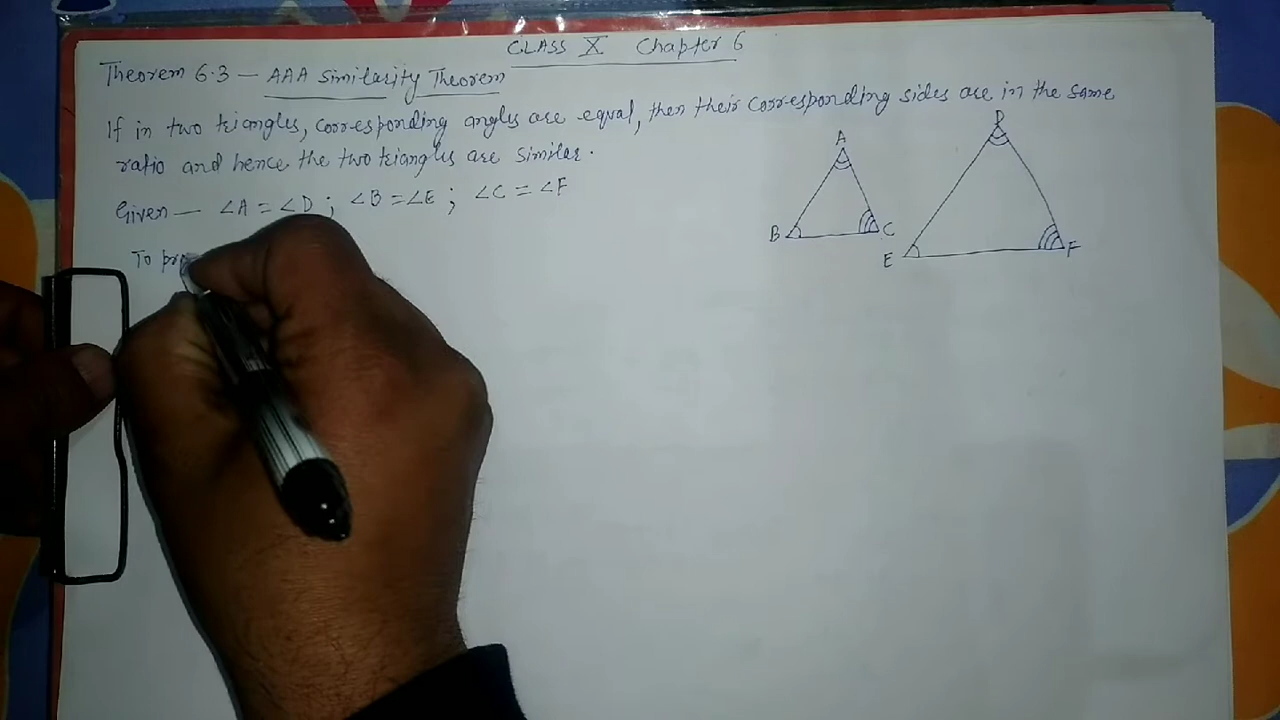 CLASS X Chapter 6
Theorem 6.3 — AAA Similarity Theorem
If in two triangles, corresponding angles are equal, then their corresponding sides are in the same
ratio and hence the two triangles are similar.
Given — ∠A = ∠D ; ∠B = ∠E ; ∠C = ∠F
To pro
A
D
B
C
E
F